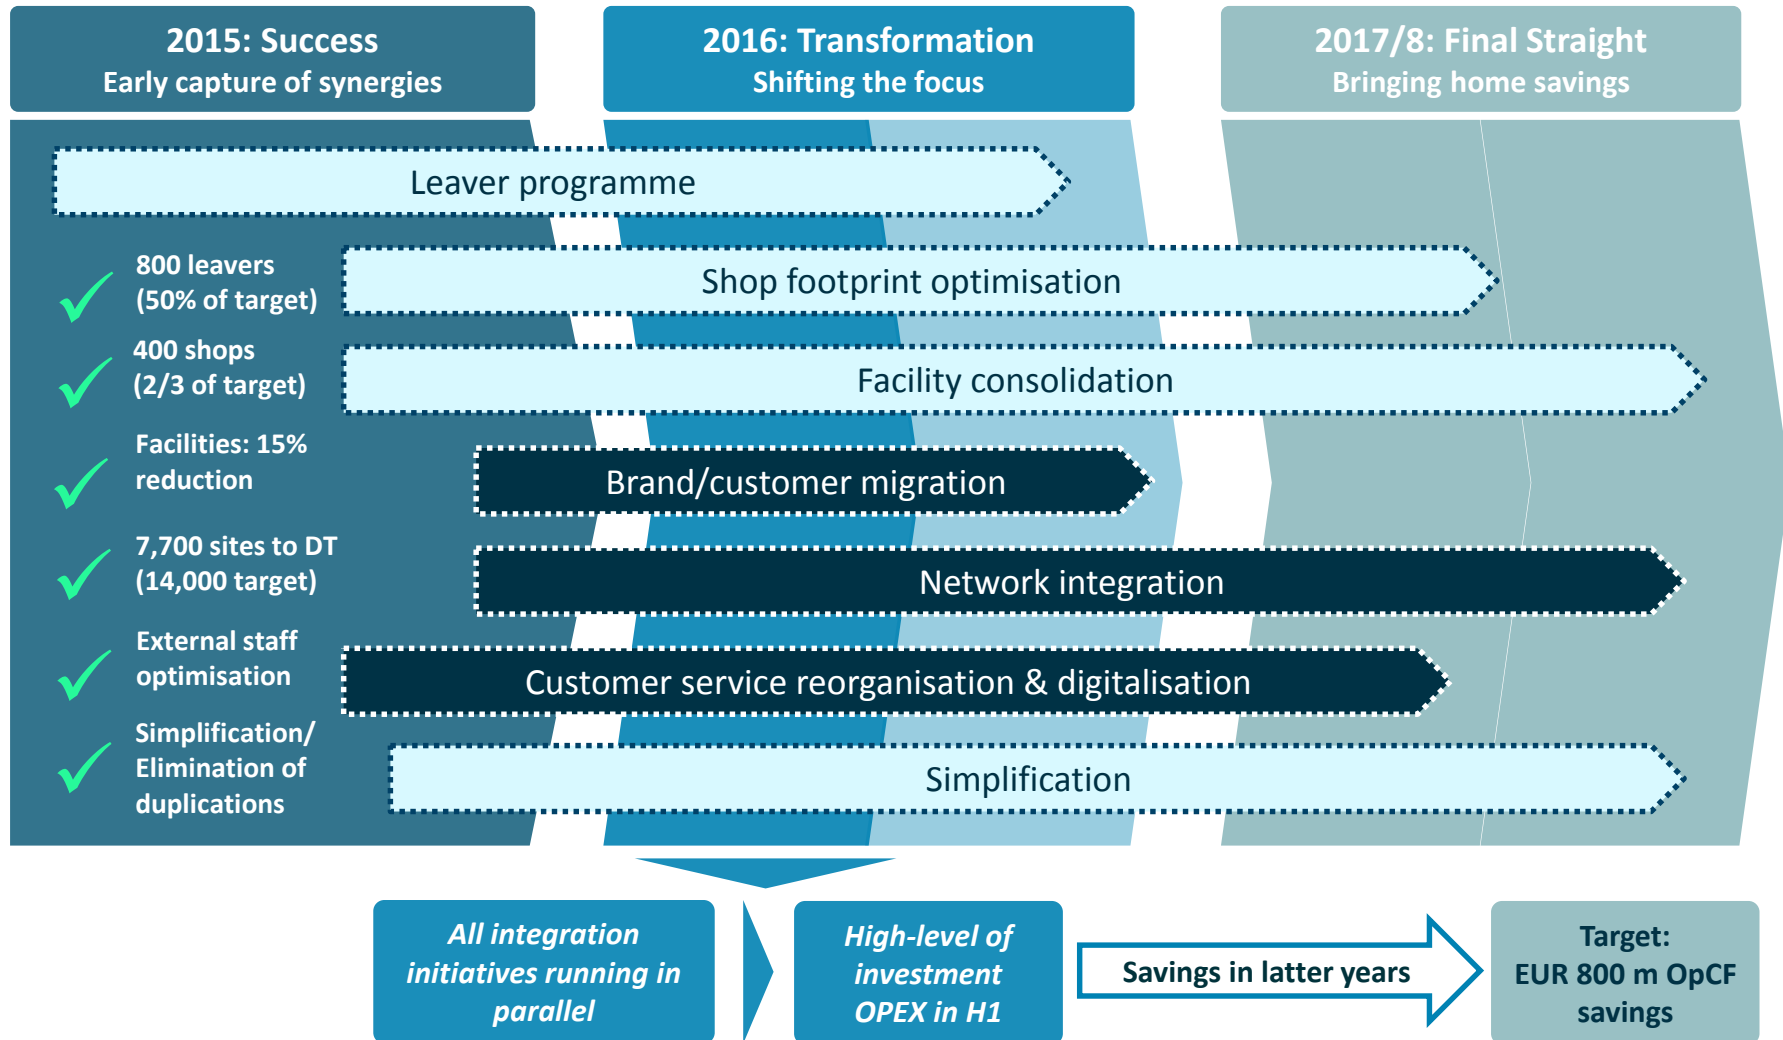 2015: Success
Early capture of synergies
2016: Transformation
Shifting the focus
2017/8: Final Straight
Bringing home savings
Leaver programme
800 leavers
(50% of target)
Shop footprint optimisation
400 shops
(2/3 of target)
Facility consolidation
Facilities: 15%
reduction
Brand/customer migration
7,700 sites to DT
(14,000 target)
Network integration
External staff
optimisation
Customer service reorganisation & digitalisation
Simplification/
Elimination of
duplications
Simplification
All integration
initiatives running in
parallel
High-level of
investment
OPEX in H1
Savings in latter years
Target:
EUR 800 m OpCF
savings